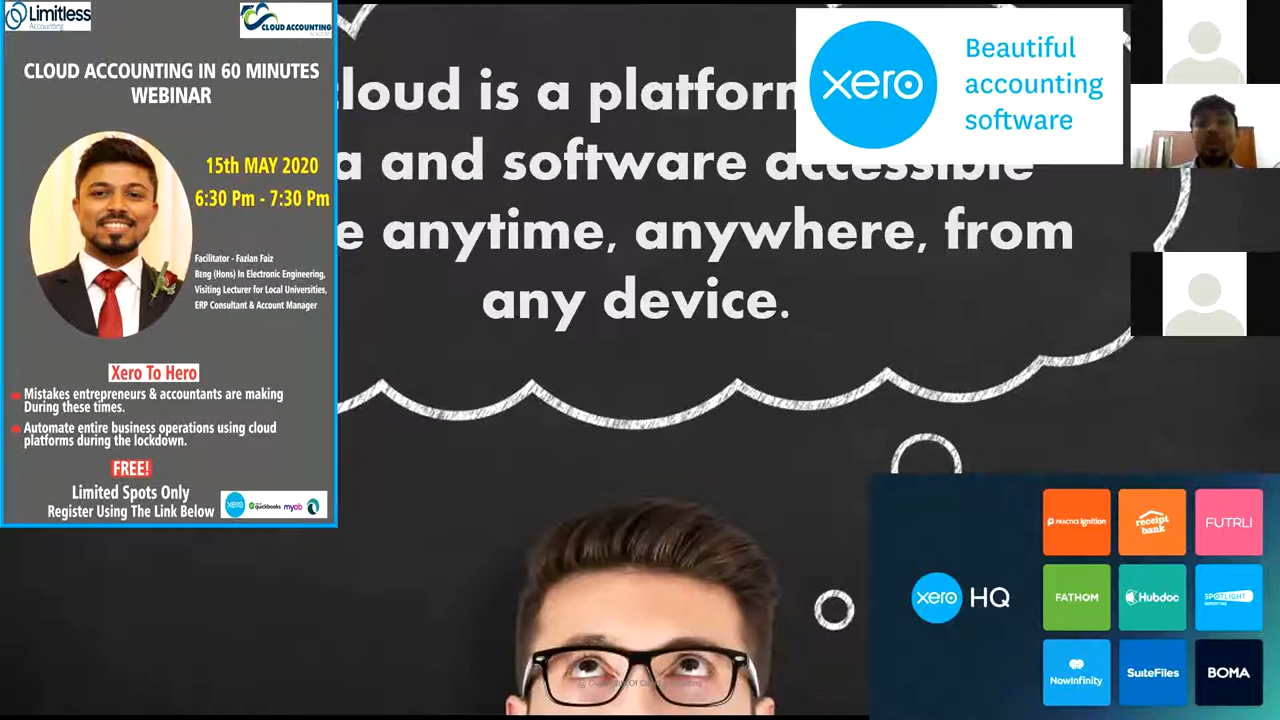 Limitless
Accounting
CLOUD ACCOUNTING
CLOUD ACCOUNTING IN 60 MINUTES
WEBINAR
15th MAY 2020
6:30 Pm - 7:30 Pm
Facilitator - Fazlan Faiz
Beng (Hons) In Electronic Engineering,
Visiting Lecturer for Local Universities,
ERP Consultant & Account Manager
Xero To Hero
Mistakes entrepreneurs & accountants are making
During these times.
Automate entire business operations using cloud
platforms during the lockdown.
FREE!
Limited Spots Only
Register Using The Link Below
xero quickbooks myob
cloud is a platform
and software accessible
anytime, anywhere, from
any device.
xero
Beautiful
accounting
software
xero HQ
PRACTICE ignition
receipt
bank
FUTRLI
FATHOM
Hubdoc
SPOTLIGHT
REPORTING
NowInfinity
SuiteFiles
BOMA